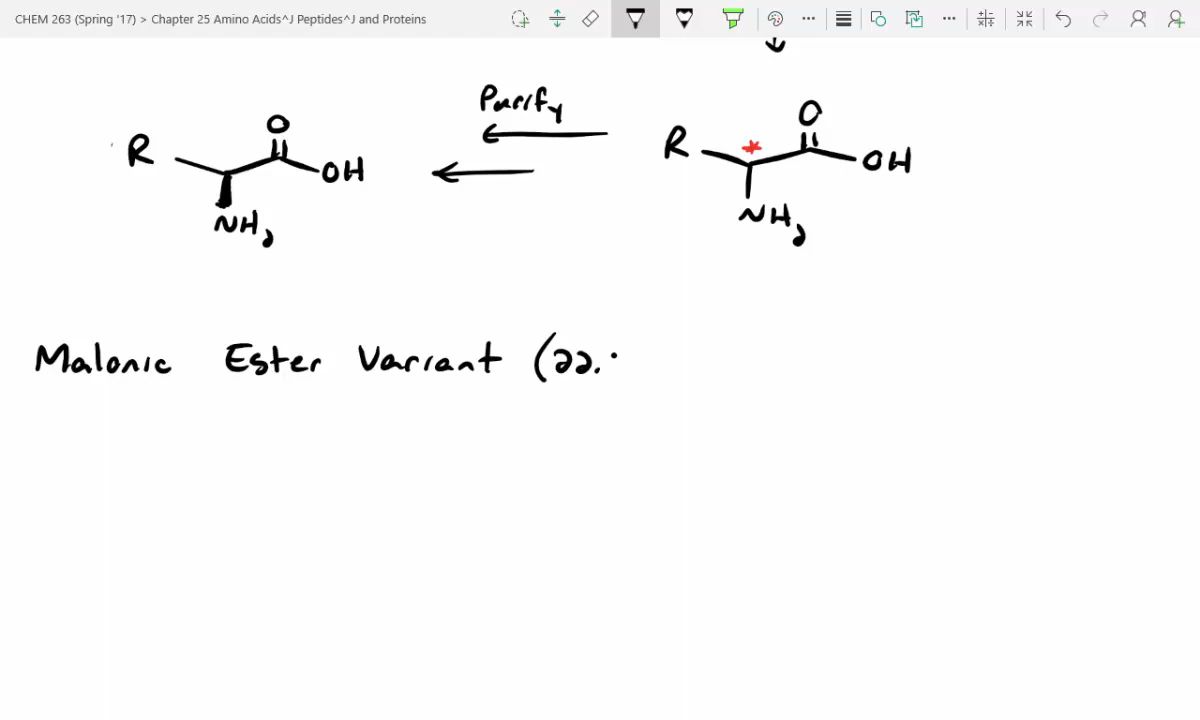 CHEM 263 (Spring '17) > Chapter 25 Amino Acids^J Peptides^J and Proteins
Purify
R O OH NH2
R * O OH NH2
Malonic Ester Variant (22.